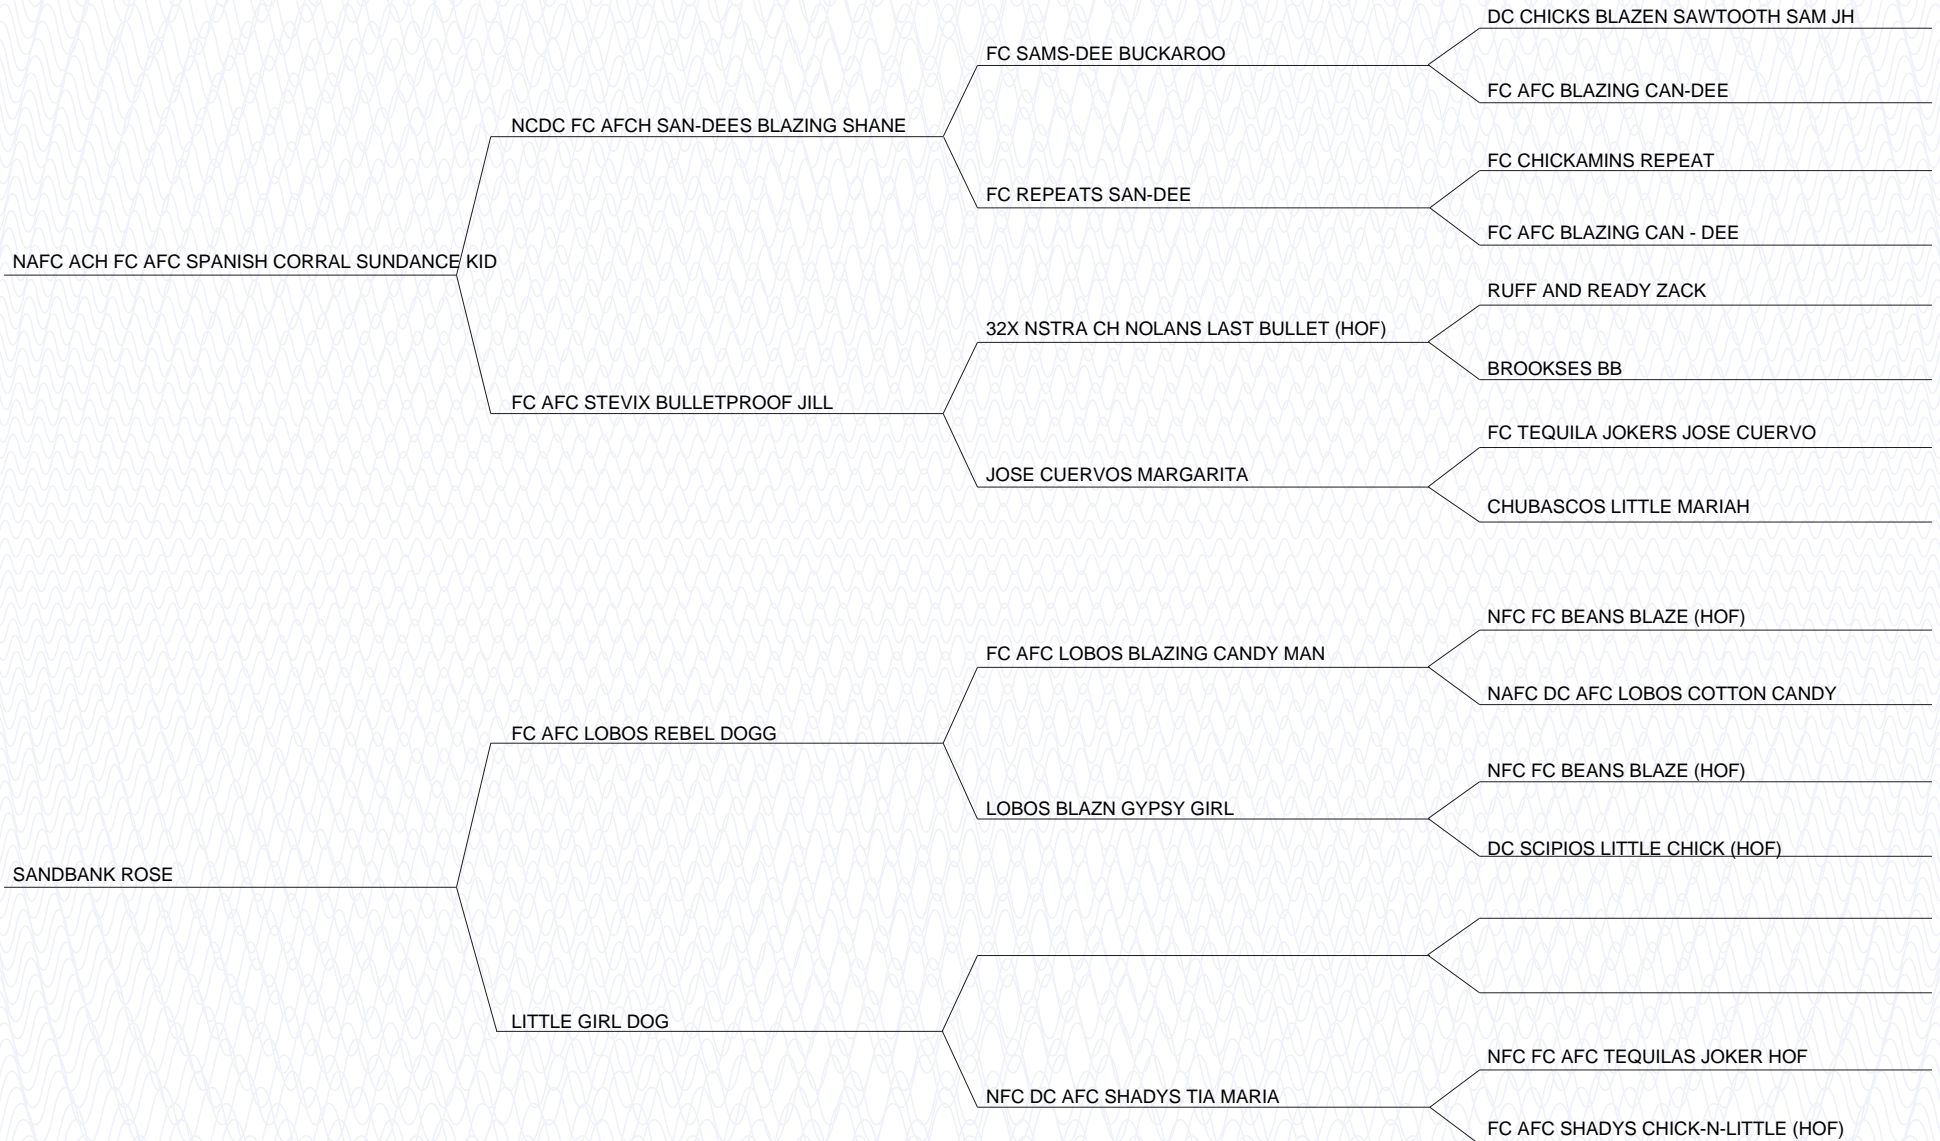 DC CHICKS BLAZEN SAWTOOTH SAM JH
FC SAMS-DEE BUCKAROO
FC AFC BLAZING CAN-DEE
NCDC FC AFCH SAN-DEES BLAZING SHANE
FC CHICKAMINS REPEAT
FC REPEATS SAN-DEE
FC AFC BLAZING CAN - DEE
NAFC ACH FC AFC SPANISH CORRAL SUNDANCE KID
RUFF AND READY ZACK
32X NSTRA CH NOLANS LAST BULLET (HOF)
BROOKSES BB
FC AFC STEVIX BULLETPROOF JILL
FC TEQUILA JOKERS JOSE CUERVO
JOSE CUERVOS MARGARITA
CHUBASCOS LITTLE MARIAH
NFC FC BEANS BLAZE (HOF)
FC AFC LOBOS BLAZING CANDY MAN
NAFC DC AFC LOBOS COTTON CANDY
FC AFC LOBOS REBEL DOGG
NFC FC BEANS BLAZE (HOF)
LOBOS BLAZN GYPSY GIRL
DC SCIPIOS LITTLE CHICK (HOF)
SANDBANK ROSE
LITTLE GIRL DOG
NFC FC AFC TEQUILAS JOKER HOF
NFC DC AFC SHADYS TIA MARIA
FC AFC SHADYS CHICK-N-LITTLE (HOF)